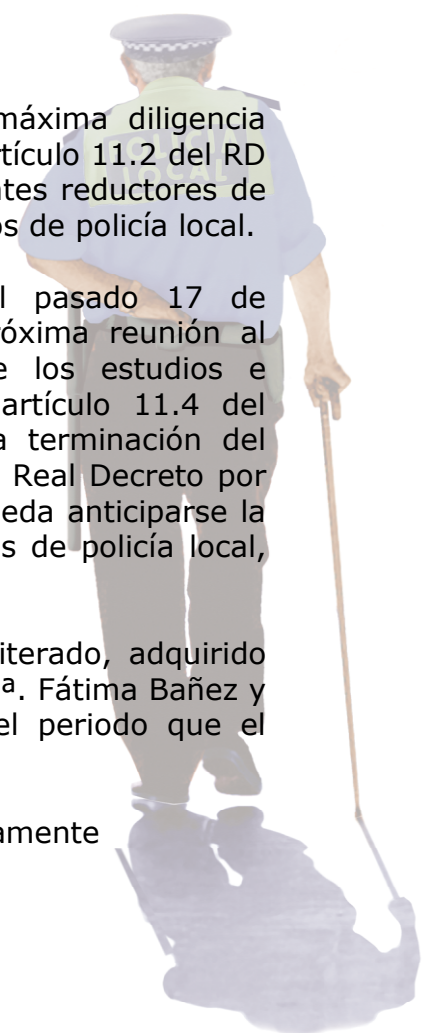 máxima diligencia
rtículo 11.2 del RD
ntes reductores de
os de policía local.
l pasado 17 de
róxima reunión al
e los estudios e
artículo 11.4 del
a terminación del
Real Decreto por
eda anticiparse la
s de policía local,
iterado, adquirido
ª. Fátima Bañez y
el periodo que el
amente
POLICIA
LOCAL